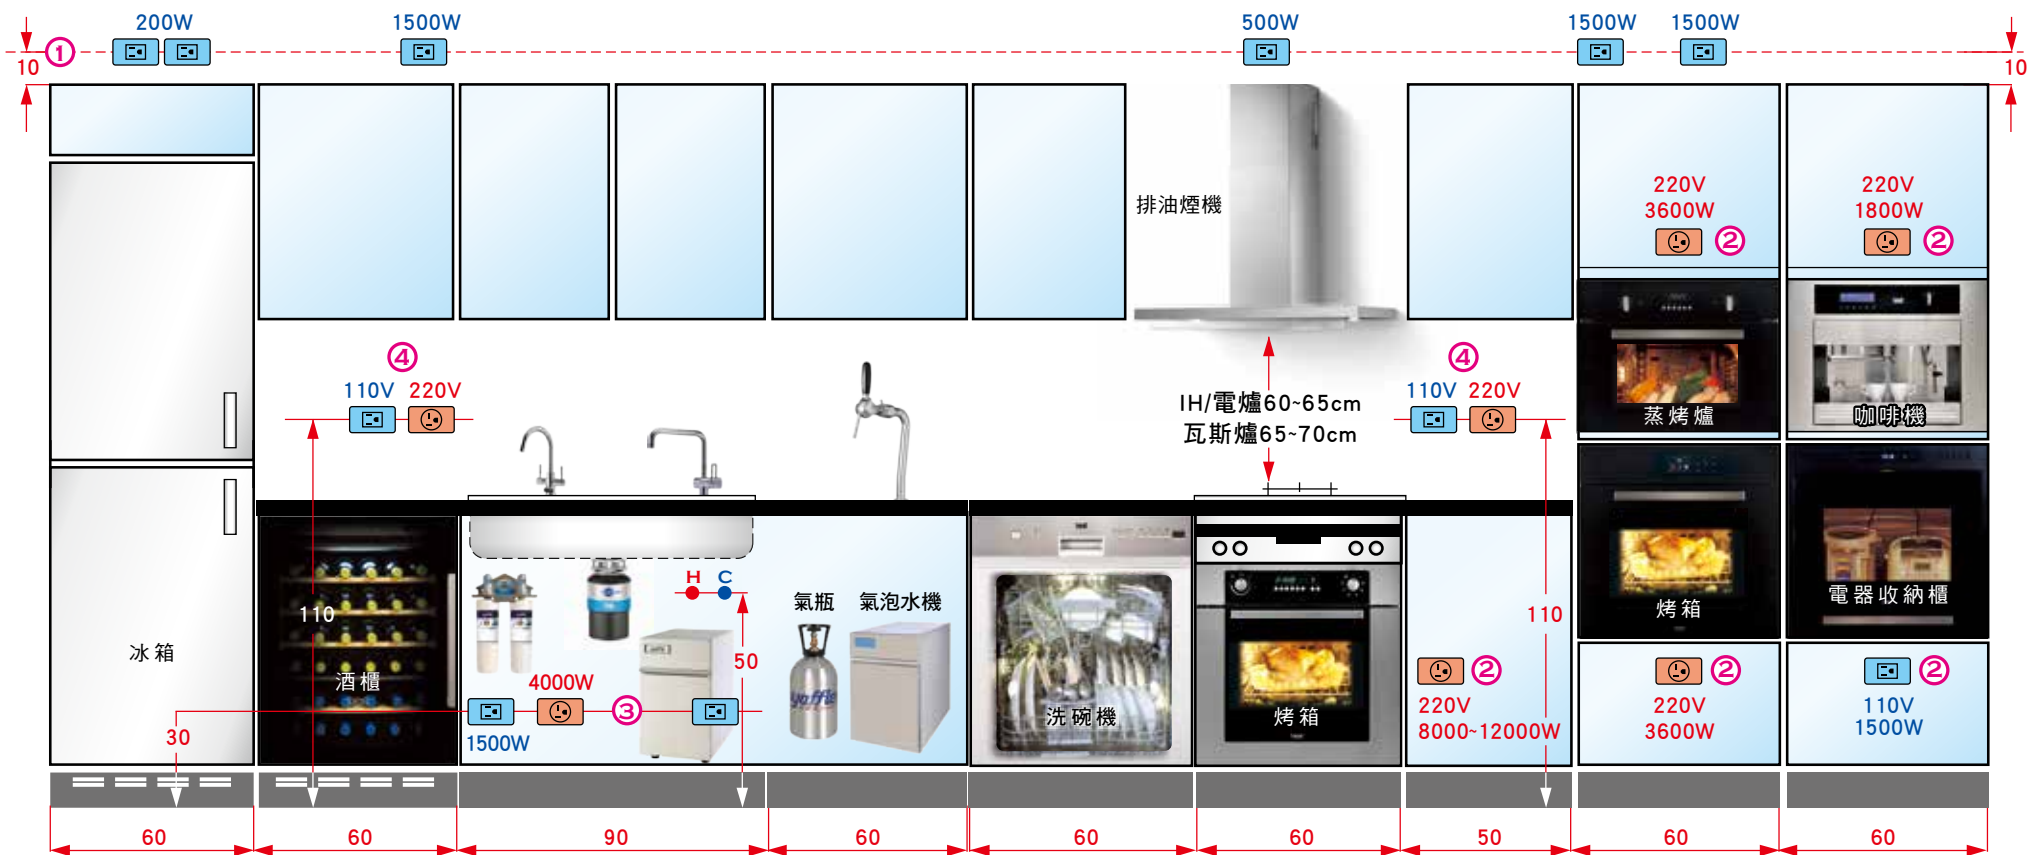 200W
1500W
500W
1500W
1500W
①
10
10
排油煙機
220V
3600W
②
220V
1800W
②
④
110V
220V
IH/電爐60~65cm
瓦斯爐65~70cm
④
110V
220V
蒸烤爐
咖啡機
H
C
氣瓶
氣泡水機
烤箱
電器收納櫃
110
110
冰箱
酒櫃
50
4000W
③
1500W
30
洗碗機
烤箱
②
220V
8000~12000W
②
220V
3600W
②
110V
1500W
60
60
90
60
60
60
50
60
60